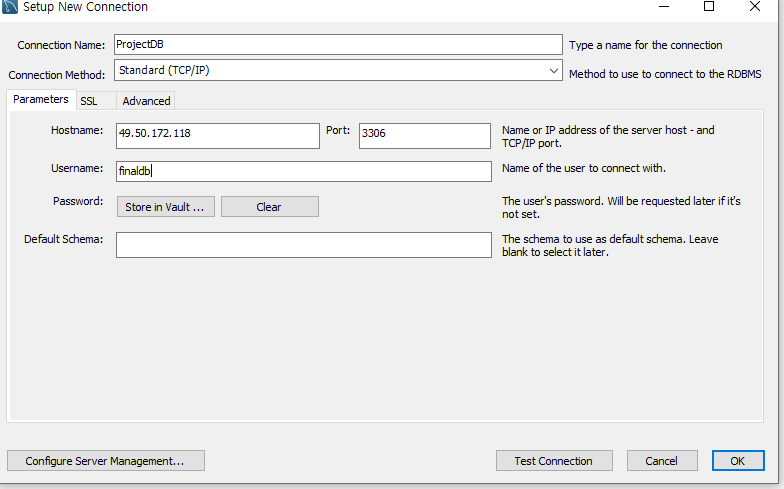 Setup New Connection
Connection Name: ProjectDB Type a name for the connection
Connection Method: Standard (TCP/IP) Method to use to connect to the RDBMS
Parameters SSL Advanced
Hostname: 49.50.172.118 Port: 3306 Name or IP address of the server host - and
TCP/IP port.
Username: finaldb Name of the user to connect with.
Password: Store in Vault ... Clear The user's password. Will be requested later if it's
not set.
Default Schema: The schema to use as default schema. Leave
blank to select it later.
Configure Server Management... Test Connection Cancel OK